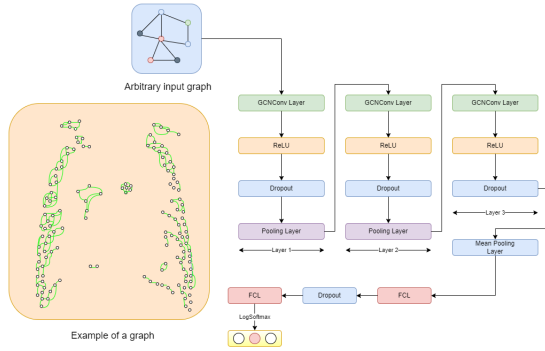 Arbitrary input graph
GCNConv Layer
GCNConv Layer
GCNConv Layer
ReLU
ReLU
ReLU
Dropout
Dropout
Dropout
Pooling Layer
Pooling Layer
Layer 1
Layer 2
Layer 3
Mean Pooling
Layer
FCL
Dropout
FCL
LogSoftmax
Example of a graph